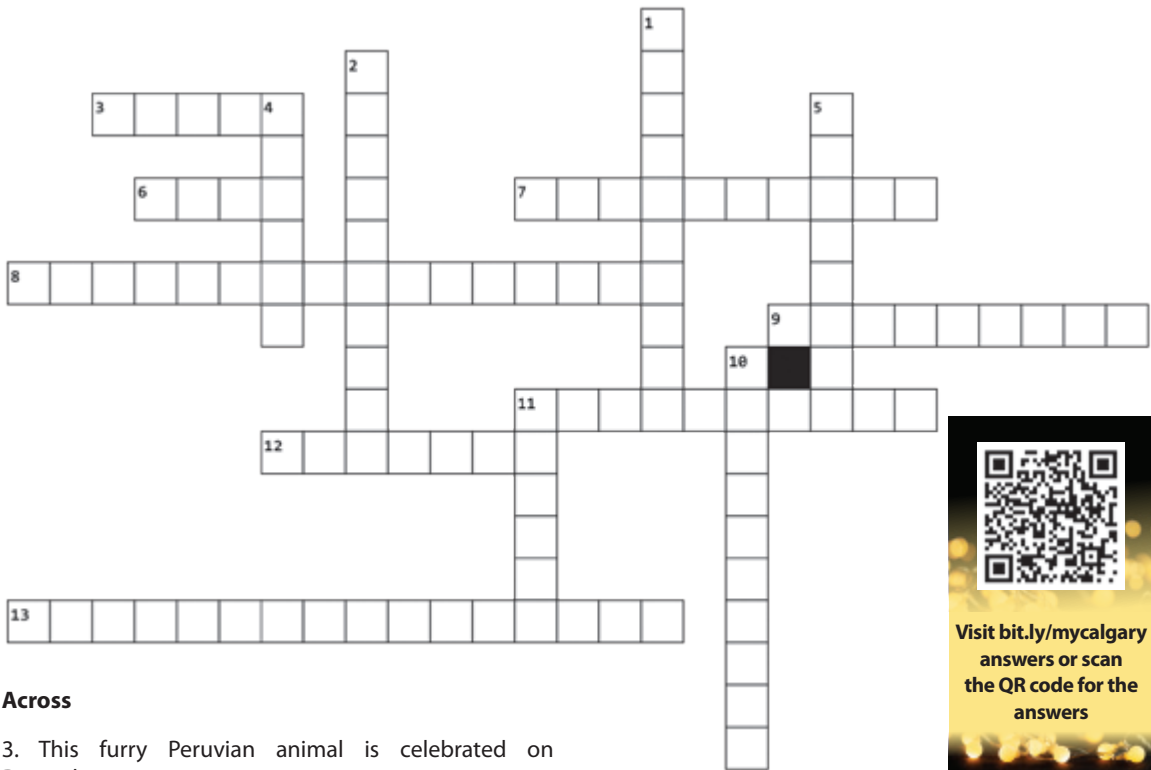 1
2
3 4 5
6 7
8
9
10
11
12
13
Visit bit.ly/mycalgary
answers or scan
the QR code for the
answers
Across
3. This furry Peruvian animal is celebrated on